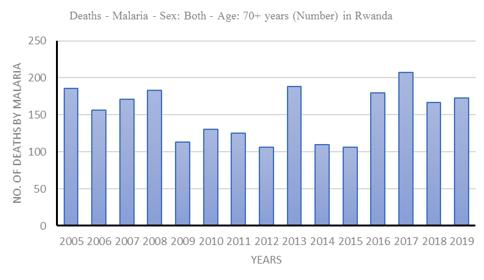 Deaths - Malaria - Sex: Both - Age: 70+ years (Number) in Rwanda
NO. OF DEATHS BY MALARIA
250
200
150
100
50
0
2005 2006 2007 2008 2009 2010 2011 2012 2013 2014 2015 2016 2017 2018 2019
YEARS